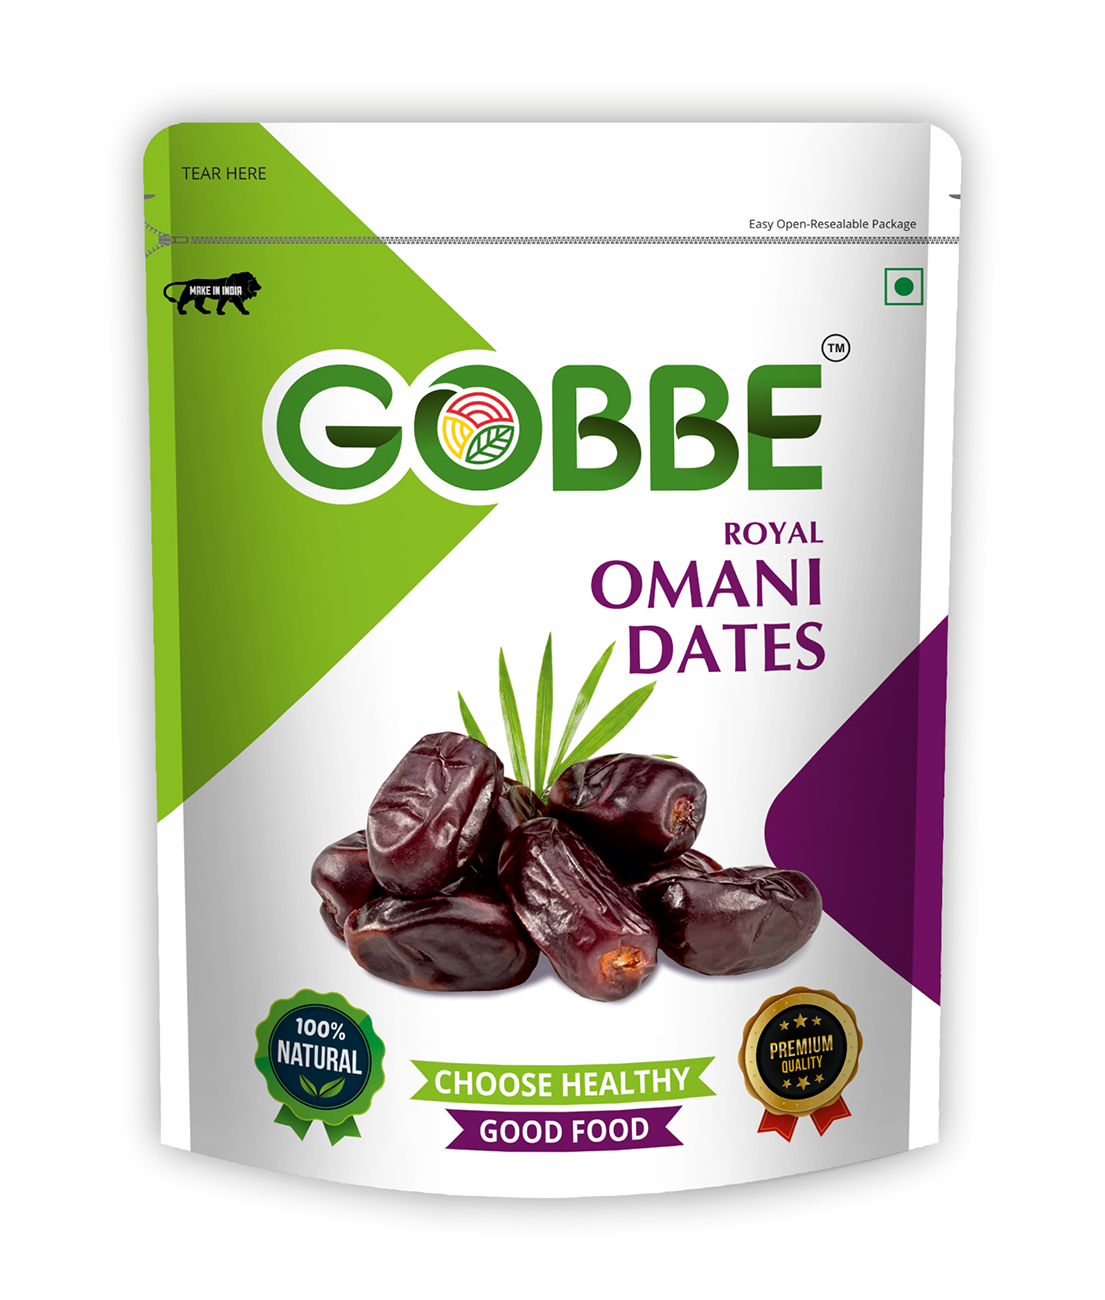 TEAR HERE
Easy Open-Resealable Package
MAKE IN INDIA
GOBBE TM
ROYAL
OMANI
DATES
100%
NATURAL
PREMIUM
QUALITY
CHOOSE HEALTHY
GOOD FOOD